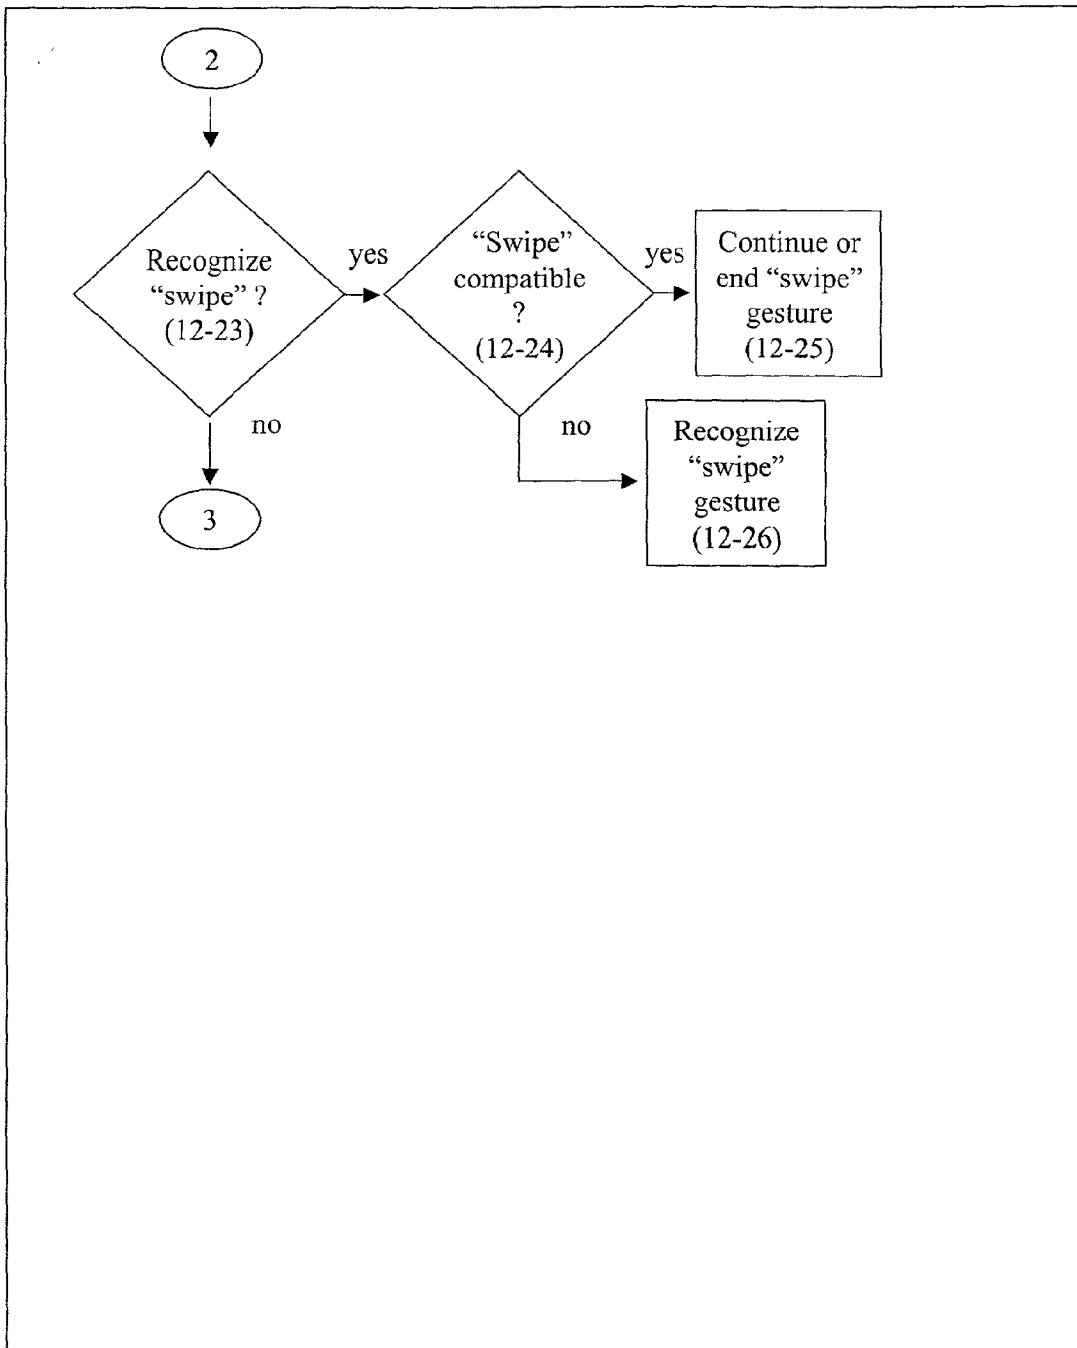 2
Recognize
“swipe” ?
(12-23)
yes
“Swipe”
compatible
?
(12-24)
yes
Continue or
end “swipe”
gesture
(12-25)
no
3
no
Recognize
“swipe”
gesture
(12-26)